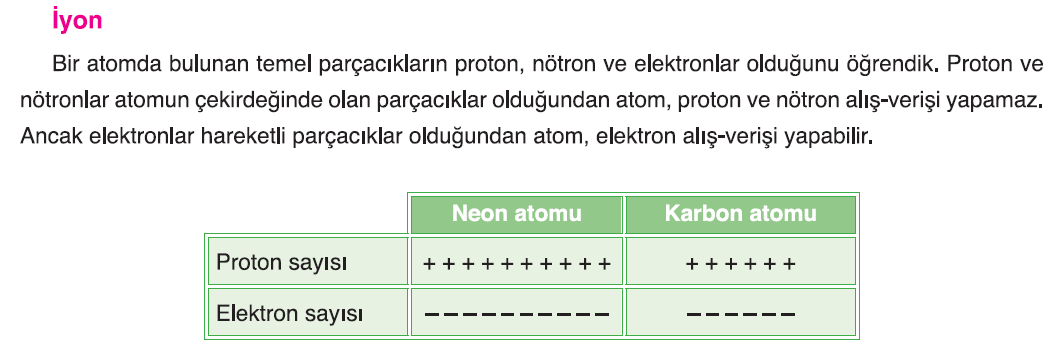 İyon
Bir atomda bulunan temel parçacıkların proton, nötron ve elektronlar olduğunu öğrendik. Proton ve
nötronlar atomun çekirdeğinde olan parçacıklar olduğundan atom, proton ve nötron alış-verişi yapamaz.
Ancak elektronlar hareketli parçacıklar olduğundan atom, elektron alış-verişi yapabilir.
Neon atomu Karbon atomu
Proton sayısı + + + + + + + + + + + + + + + +
Elektron sayısı – – – – – – – – – – – – – – – –